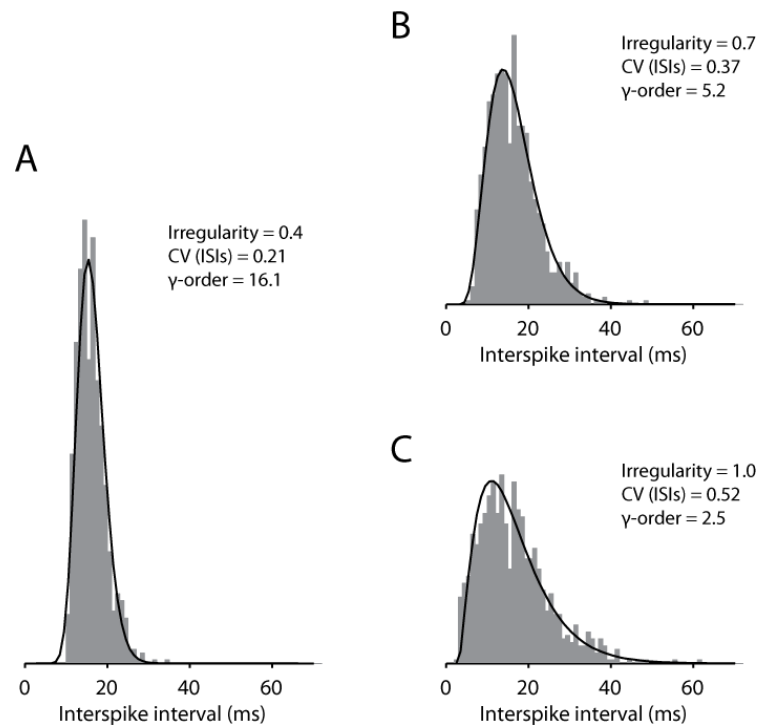 A
Irregularity = 0.4
CV (ISIs) = 0.21
γ-order = 16.1
0 20 40 60
Interspike interval (ms)
B
Irregularity = 0.7
CV (ISIs) = 0.37
γ-order = 5.2
0 20 40 60
Interspike interval (ms)
C
Irregularity = 1.0
CV (ISIs) = 0.52
γ-order = 2.5
0 20 40 60
Interspike interval (ms)